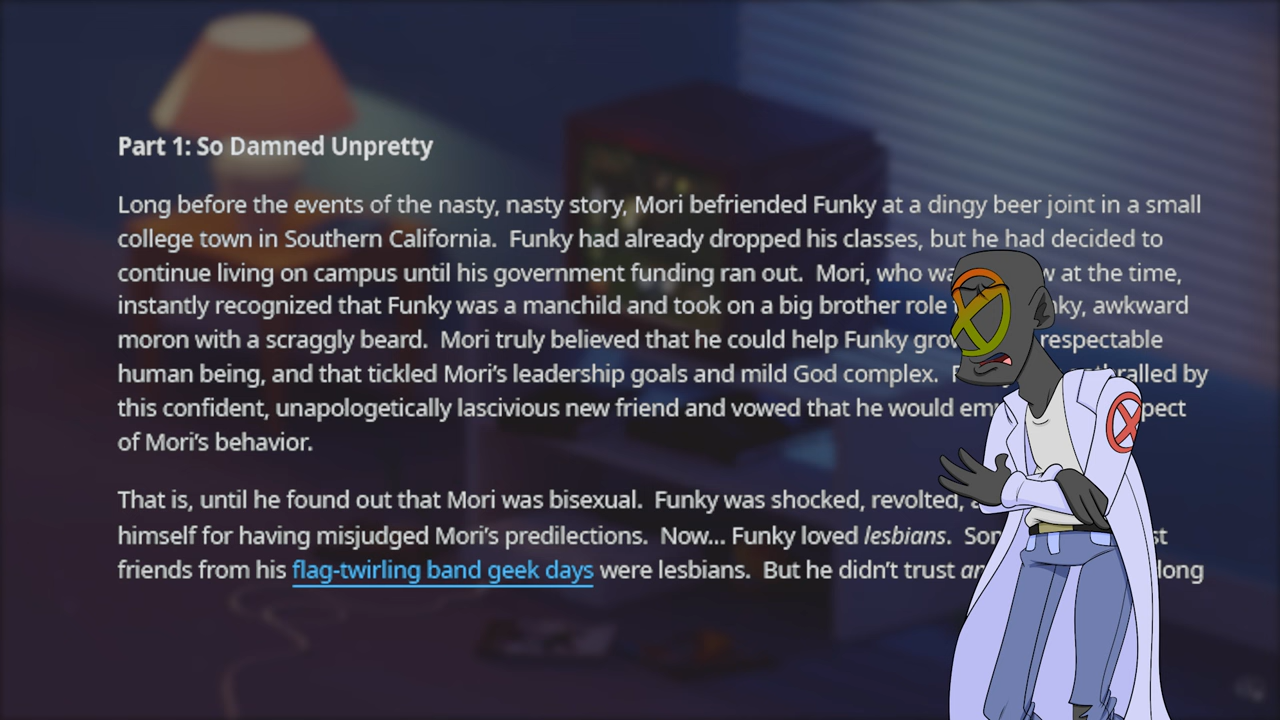 Part 1: So Damned Unpretty
Long before the events of the nasty, nasty story, Mori befriended Funky at a dingy beer joint in a small
college town in Southern California. Funky had already dropped his classes, but he had decided to
continue living on campus until his government funding ran out. Mori, who at the time,
instantly recognized that Funky was a manchild and took on a big brother role awkward
moron with a scraggly beard. Mori truly believed that he could help Funky respectable
human being, and that tickled Mori's leadership goals and mild God complex. by
this confident, unapologetically lascivious new friend and vowed that he would
of Mori's behavior.
That is, until he found out that Mori was bisexual. Funky was shocked, revolted,
himself for having misjudged Mori's predilections. Now... Funky loved lesbians.
friends from his flag-twirling band geek days were lesbians. But he didn't trust long